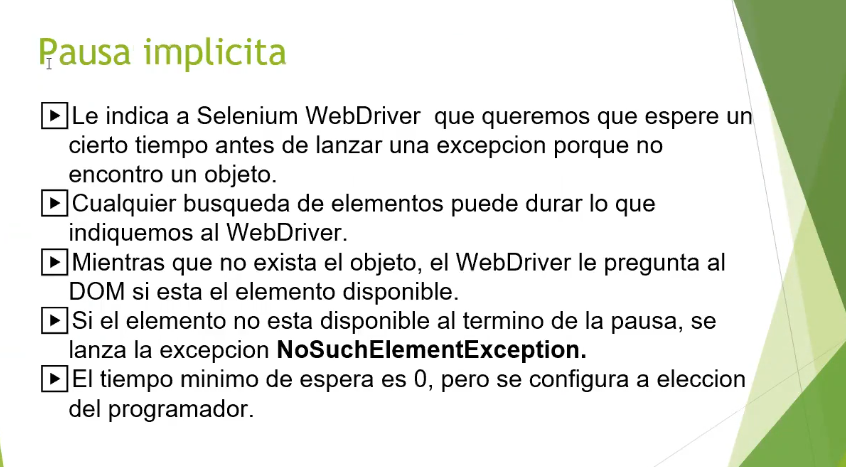 Pausa implicita
Le indica a Selenium WebDriver que queremos que espere un
cierto tiempo antes de lanzar una excepcion porque no
encontro un objeto.
Cualquier busqueda de elementos puede durar lo que
indiquemos al WebDriver.
Mientras que no exista el objeto, el WebDriver le pregunta al
DOM si esta el elemento disponible.
Si el elemento no esta disponible al termino de la pausa, se
lanza la excepcion NoSuchElementException.
El tiempo minimo de espera es 0, pero se configura a eleccion
del programador.